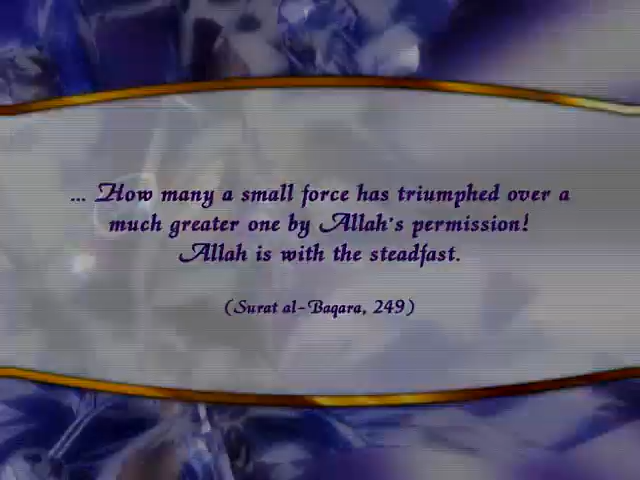 ... How many a small force has triumphed over a
much greater one by Allah's permission!
Allah is with the steadfast.
(Surat al-Baqara, 249)